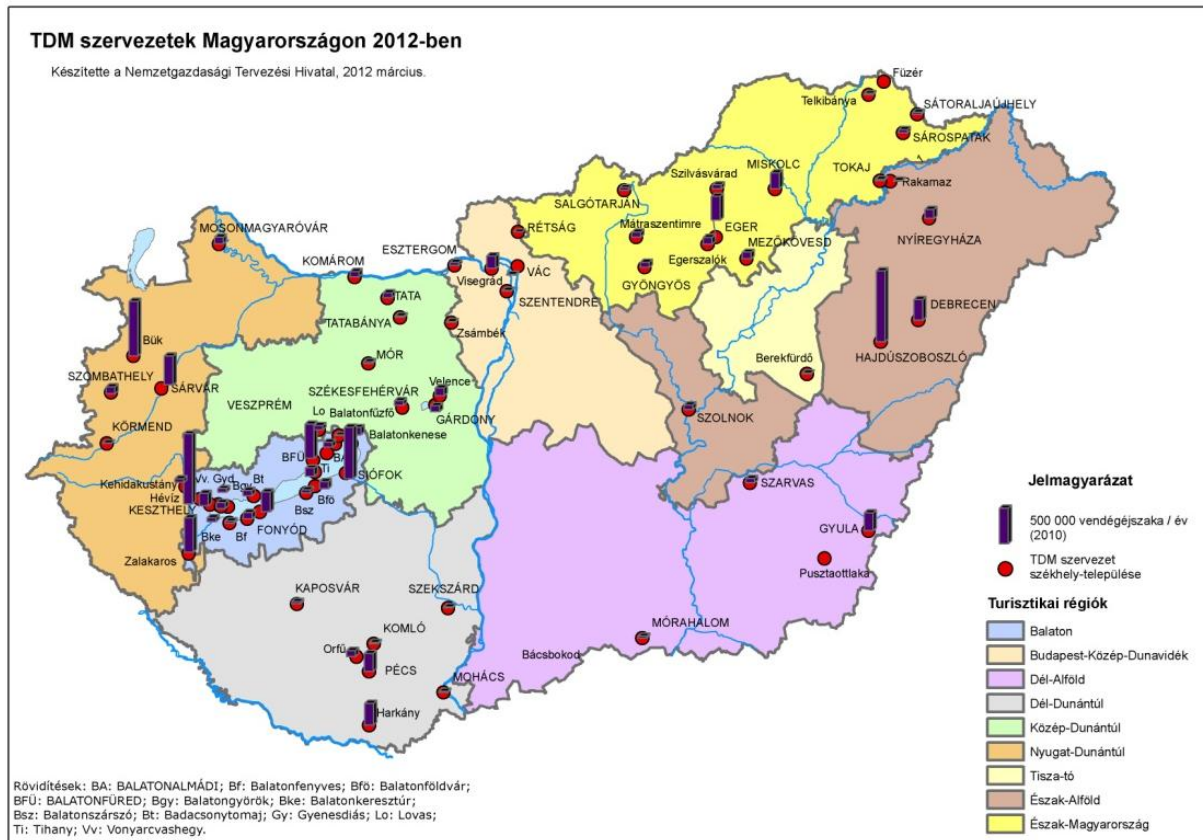 TDM szervezetek Magyarországon 2012-ben
Készítette a Nemzetgazdasági Tervezési Hivatal, 2012 március.
Füzér
Telkibánya
SÁTORALJAÚJHELY
SÁROSPATAK
MISKOLC
TOKAJ
Rakamaz
Szilvásvárad
SALGÓTARJÁN
Mátraszentimre
EGER
RÉTSÁG
NYÍREGYHÁZA
MOSONMAGYARÓVÁR
MEZŐKÖVESD
Egerszalók
ESZTERGOM
KOMÁROM
Visegrád
VÁC
GYÖNGYÖS
SZENTENDRE
TATA
DEBRECEN
TATABÁNYA
Zsámbék
Bük
HAJDÚSZOBOSZLÓ
MÓR
Berekfürdő
SZOMBATHELY
SÁRVÁR
SZÉKESFEHÉRVÁR
Velence
VESZPRÉM
Lo
Balatonfűzfő
GÁRDONY
SZOLNOK
KÖRMEND
Balatonkenese
BFÜ
BA
Ti
SIÓFOK
Kehidakustány
Vv.
Gyd
Bgy
Bt
Hévíz
KESZTHELY
Bsz
Bfö
SZARVAS
FONYÓD
Bke
Bf
GYULA
Zalakaros
Pusztaottlaka
KAPOSVÁR
SZEKSZÁRD
MÓRAHALOM
KOMLÓ
Orfű
Bácsbokod
PÉCS
MOHÁCS
Harkány
Jelmagyarázat
500 000 vendégéjszaka / év
(2010)
TDM szervezet
székhely-települése
Turisztikai régiók
Balaton
Budapest-Közép-Dunavidék
Dél-Alföld
Dél-Dunántúl
Közép-Dunántúl
Nyugat-Dunántúl
Tisza-tó
Észak-Alföld
Észak-Magyarország
Rövidítések: BA: BALATONALMÁDI; Bf: Balatonfenyves; Bfö: Balatonföldvár;
BFÜ: BALATONFÜRED; Bgy: Balatongyörök; Bke: Balatonkeresztúr;
Bsz: Balatonszárszó; Bt: Badacsonytomaj; Gy: Gyenesdiás; Lo: Lovas;
Ti: Tihany; Vv: Vonyarcvashegy.